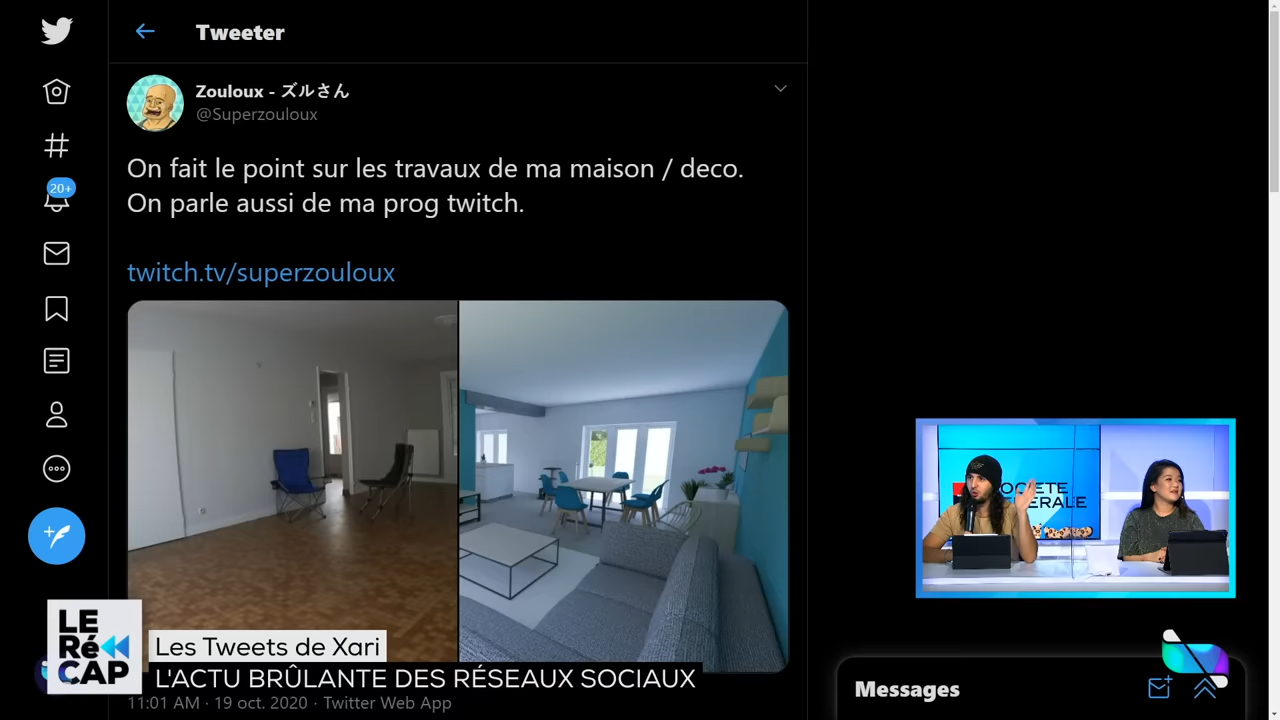 Tweeter
Zouloux - ズルさん
@Superzouloux
On fait le point sur les travaux de ma maison / deco.
On parle aussi de ma prog twitch.
twitch.tv/superzouloux
20+
SOCIETE
GENERALE
LE
Ré
CAP
Les Tweets de Xari
L'ACTU BRÛLANTE DES RÉSEAUX SOCIAUX
11:01 AM · 19 oct. 2020 · Twitter Web App
Messages